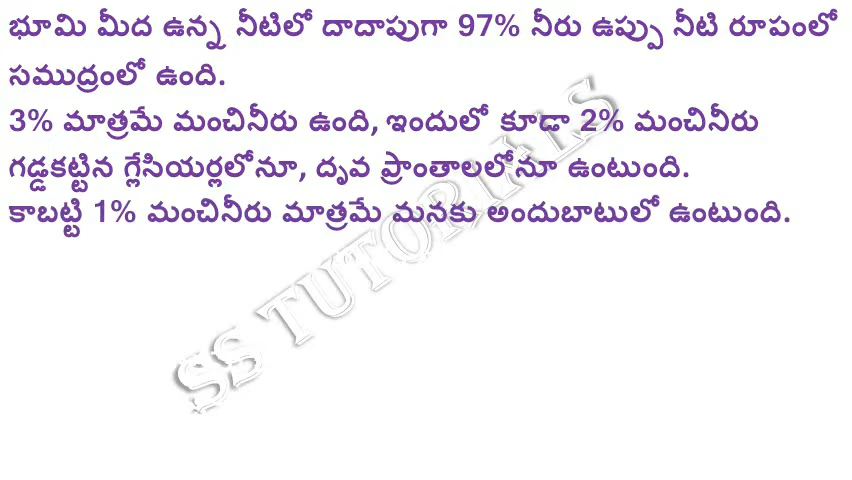 భూమి మీద ఉన్న నీటిలో దాదాపుగా 97% నీరు ఉప్పు నీటి రూపంలో
సముద్రంలో ఉంది.
3% మాత్రమే మంచినీరు ఉంది, ఇందులో కూడా 2% మంచినీరు
గడ్డకట్టిన గ్లేసియర్లలోనూ, దృవ ప్రాంతాలలోనూ ఉంటుంది.
కాబట్టి 1% మంచినీరు మాత్రమే మనకు అందుబాటులో ఉంటుంది.
SS TUTORIALS